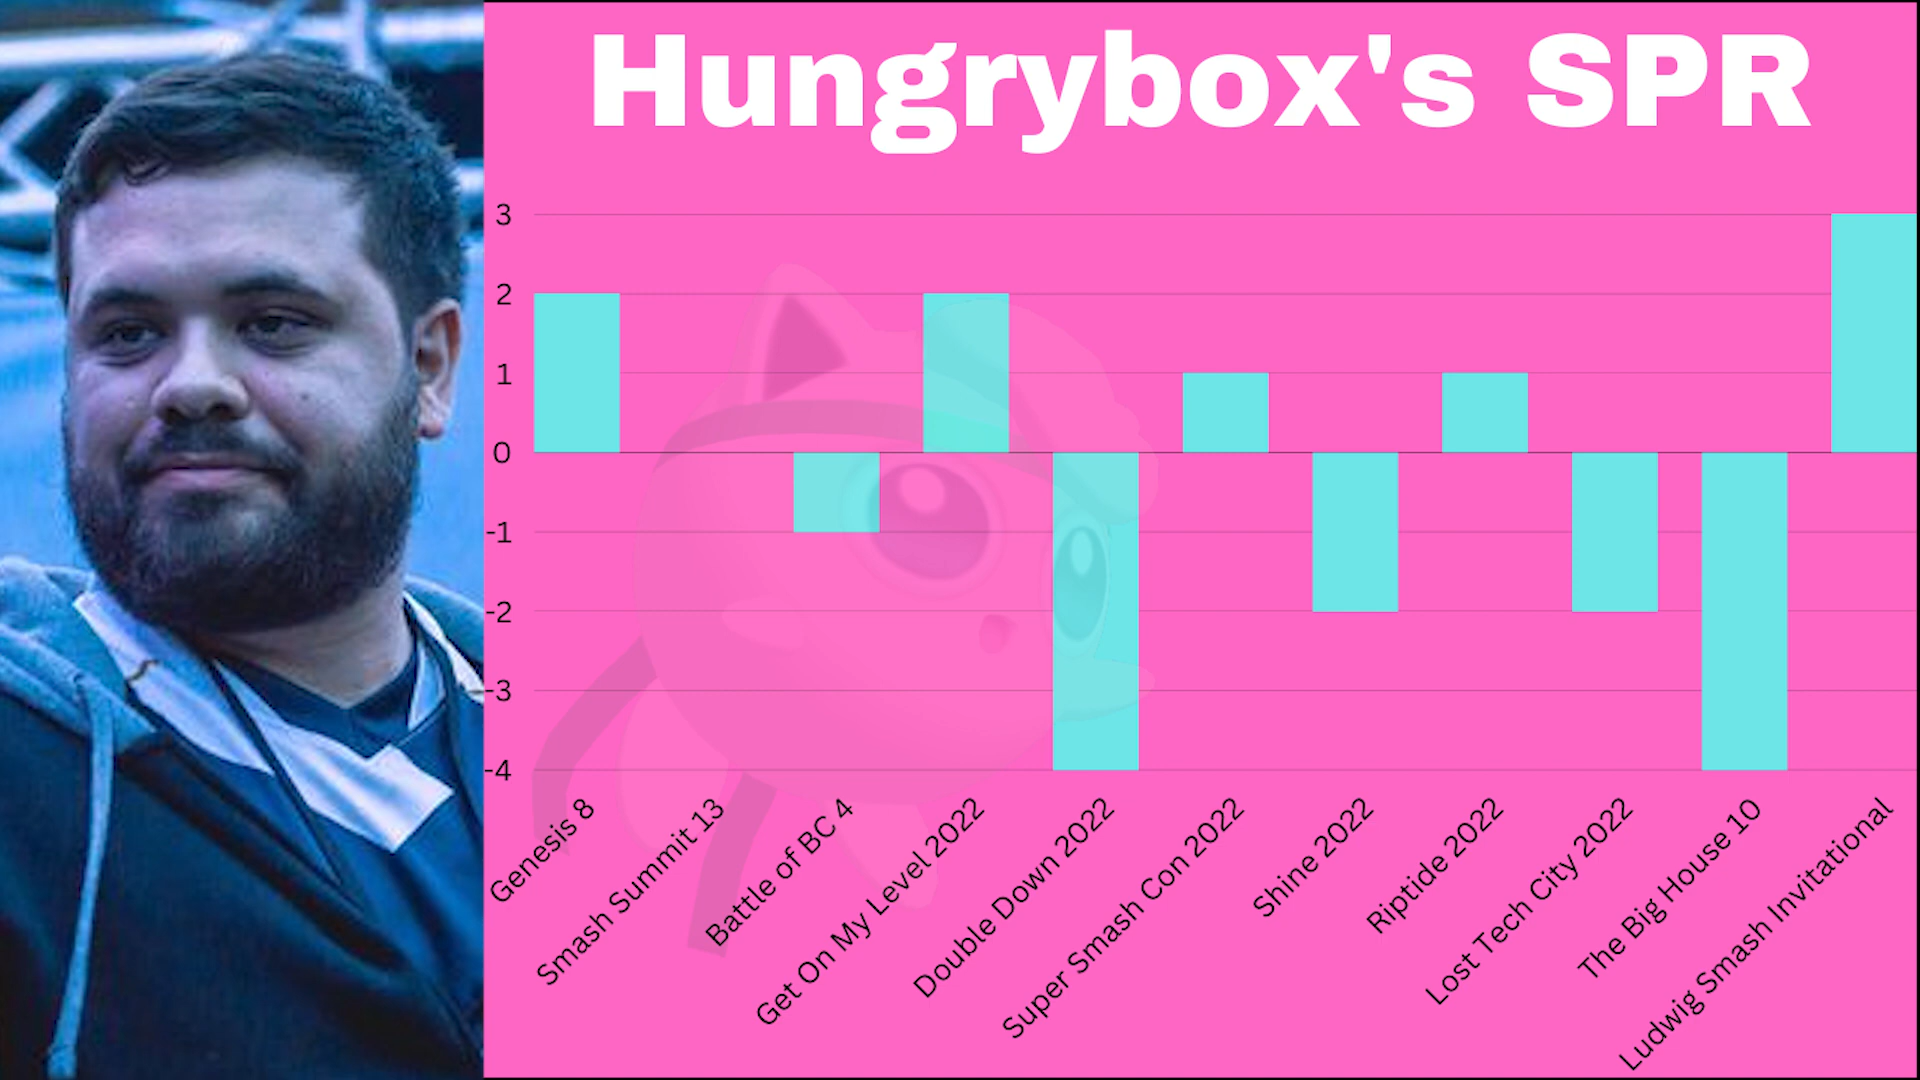 Hungrybox's SPR
3
2
1
0
-1
-2
-3
-4
Genesis 8
Smash Summit 13
Battle of BC 4
Get On My Level 2022
Double Down 2022
Super Smash Con 2022
Shine 2022
Riptide 2022
Lost Tech City 2022
The Big House 10
Ludwig Smash Invitational